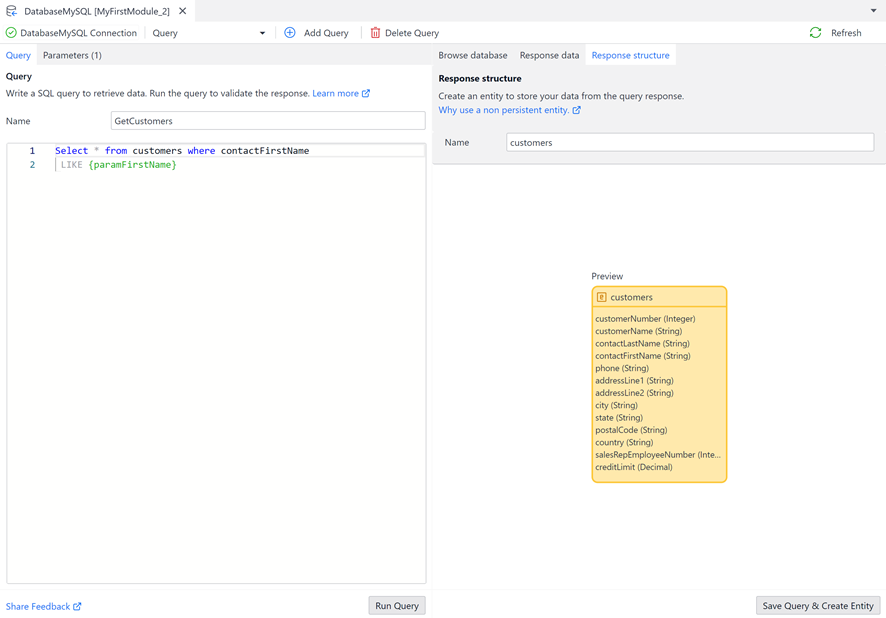 DatabaseMySQL [MyFirstModule_2]
DatabaseMySQL Connection
Query
Add Query
Delete Query
Refresh
Query
Parameters (1)
Query
Write a SQL query to retrieve data. Run the query to validate the response. Learn more
Name
GetCustomers
1 Select * from customers where contactFirstName
2 LIKE {paramFirstName}
Share Feedback
Run Query
Browse database
Response data
Response structure
Response structure
Create an entity to store your data from the query response.
Why use a non persistent entity.
Name
customers
Preview
customers
customerNumber (Integer)
customerName (String)
contactLastName (String)
contactFirstName (String)
phone (String)
addressLine1 (String)
addressLine2 (String)
city (String)
state (String)
postalCode (String)
country (String)
salesRepEmployeeNumber (Inte...
creditLimit (Decimal)
Save Query & Create Entity